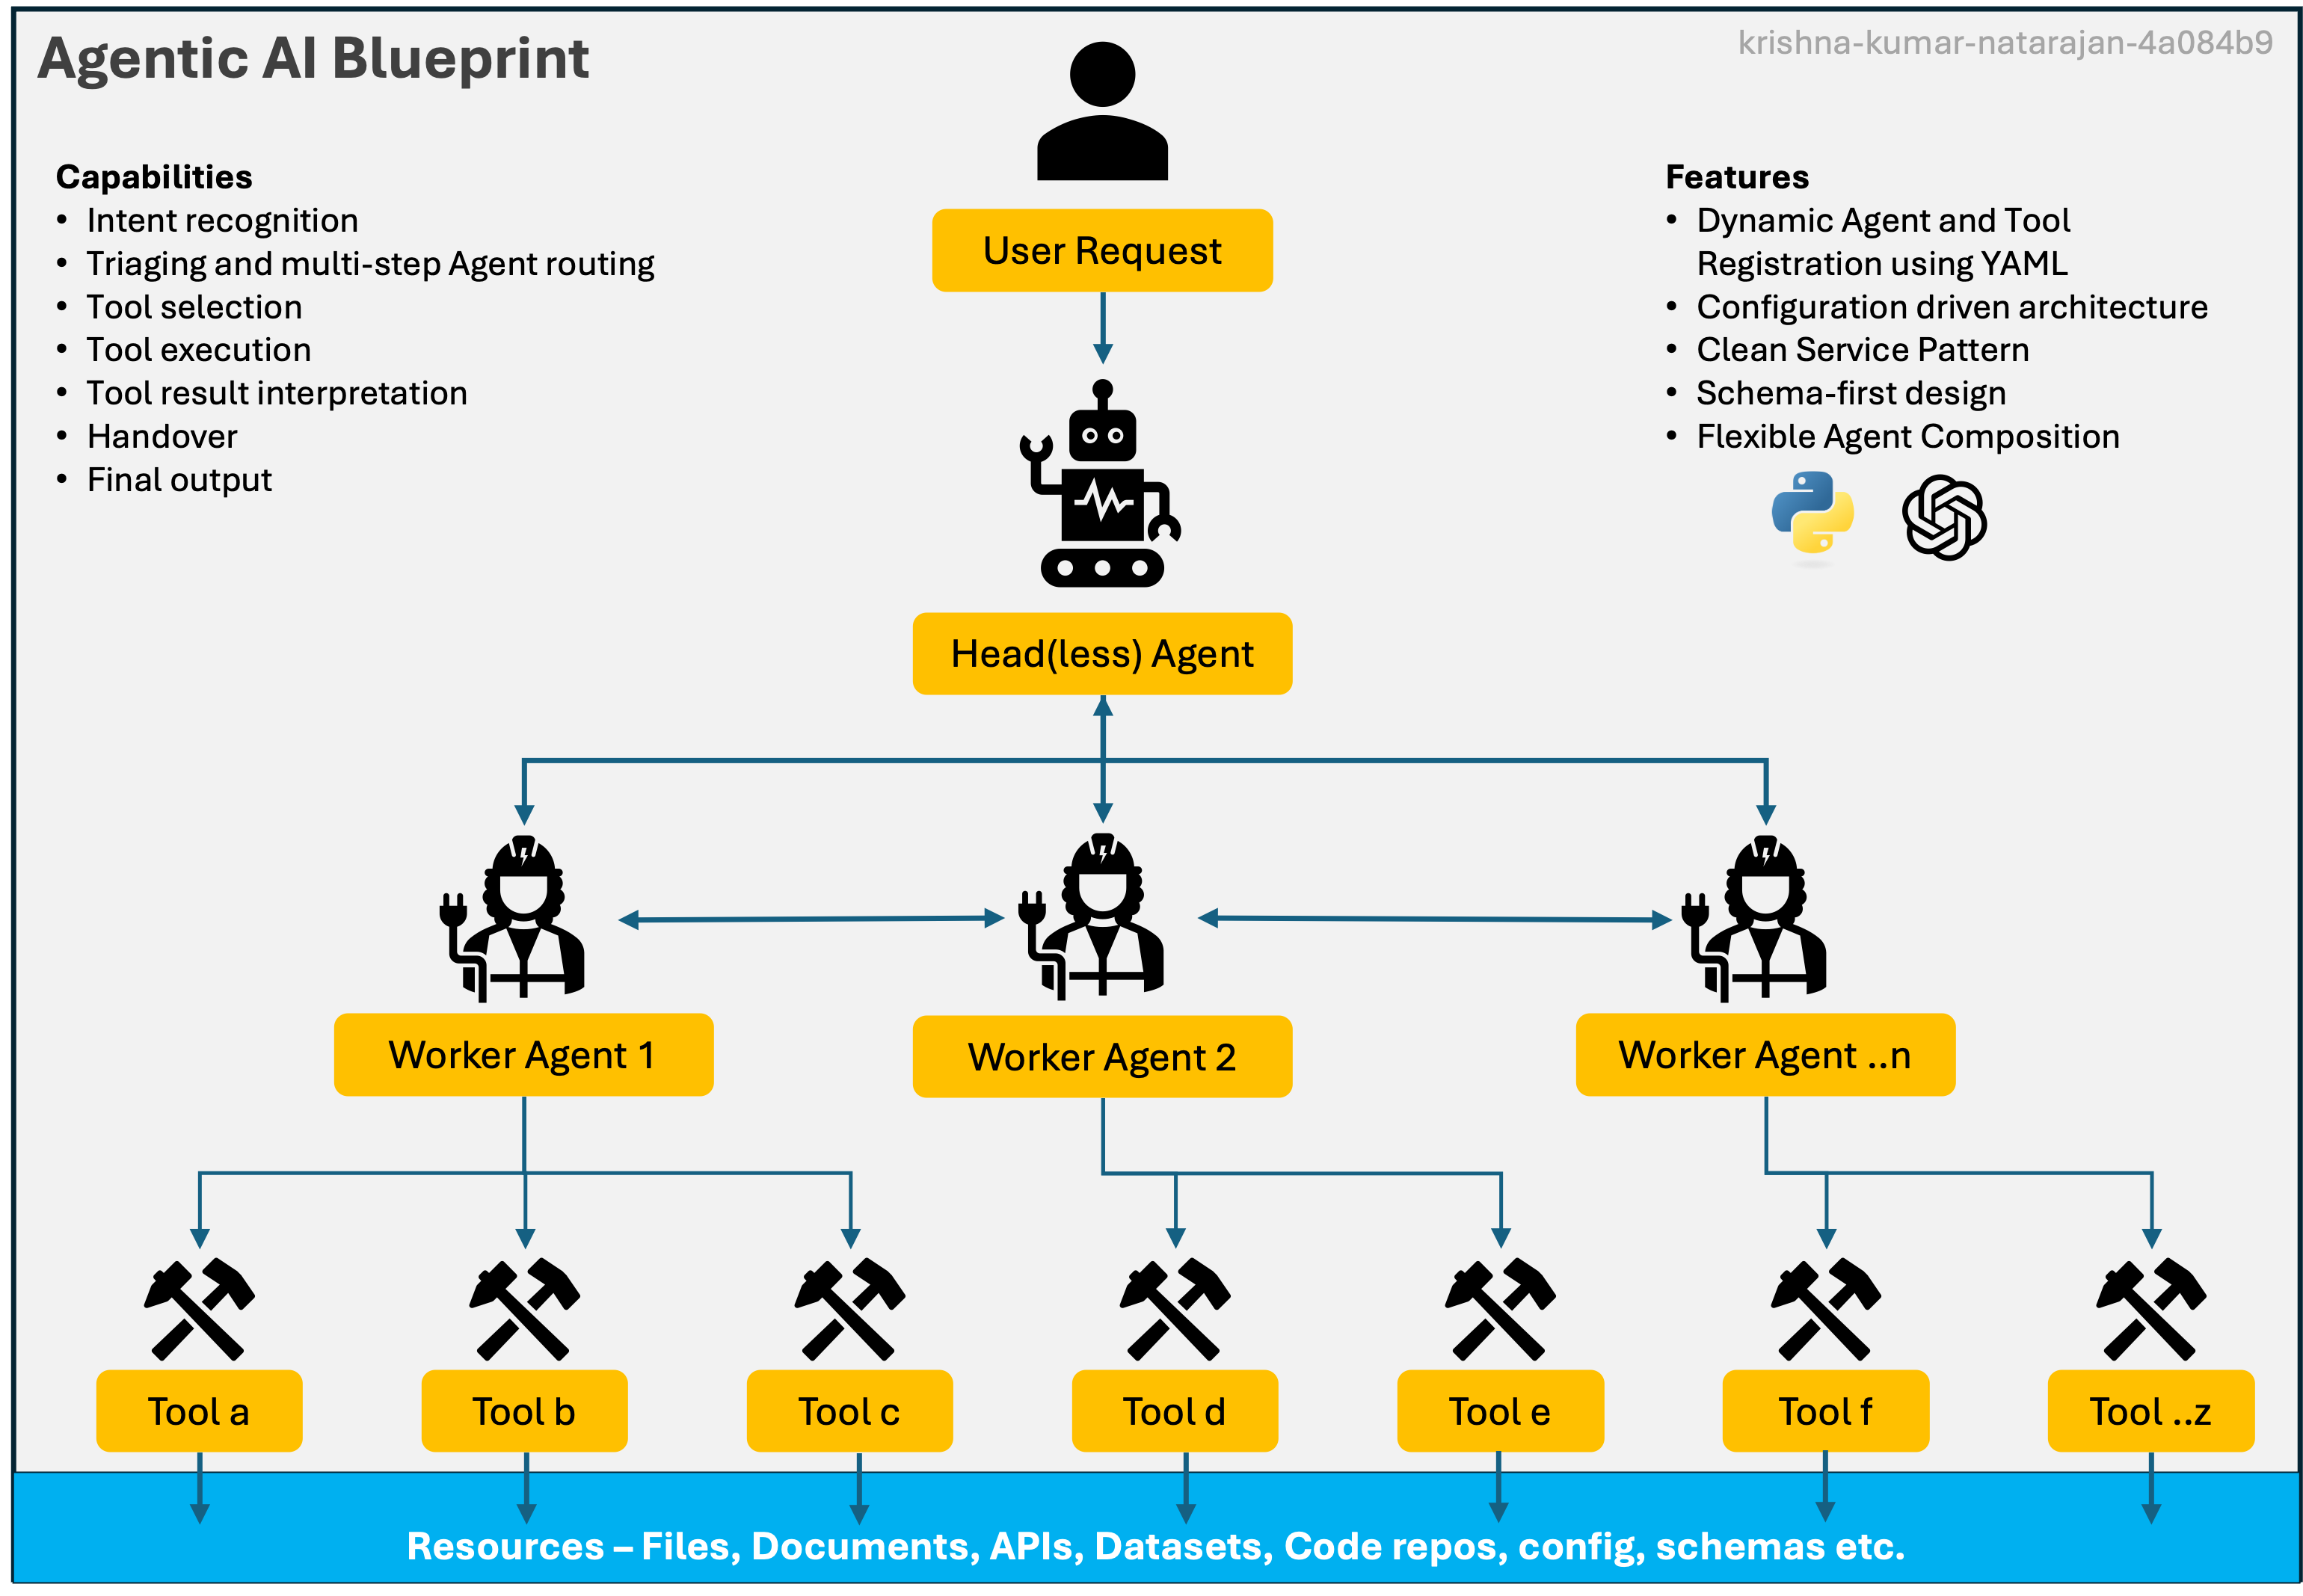 Agentic AI Blueprint
krishna-kumar-natarajan-4a084b9
Capabilities
• Intent recognition
• Triaging and multi-step Agent routing
• Tool selection
• Tool execution
• Tool result interpretation
• Handover
• Final output
User Request
Features
• Dynamic Agent and Tool
Registration using YAML
• Configuration driven architecture
• Clean Service Pattern
• Schema-first design
• Flexible Agent Composition
Head(less) Agent
Worker Agent 1
Worker Agent 2
Worker Agent ..n
Tool a
Tool b
Tool c
Tool d
Tool e
Tool f
Tool ..z
Resources – Files, Documents, APIs, Datasets, Code repos, config, schemas etc.